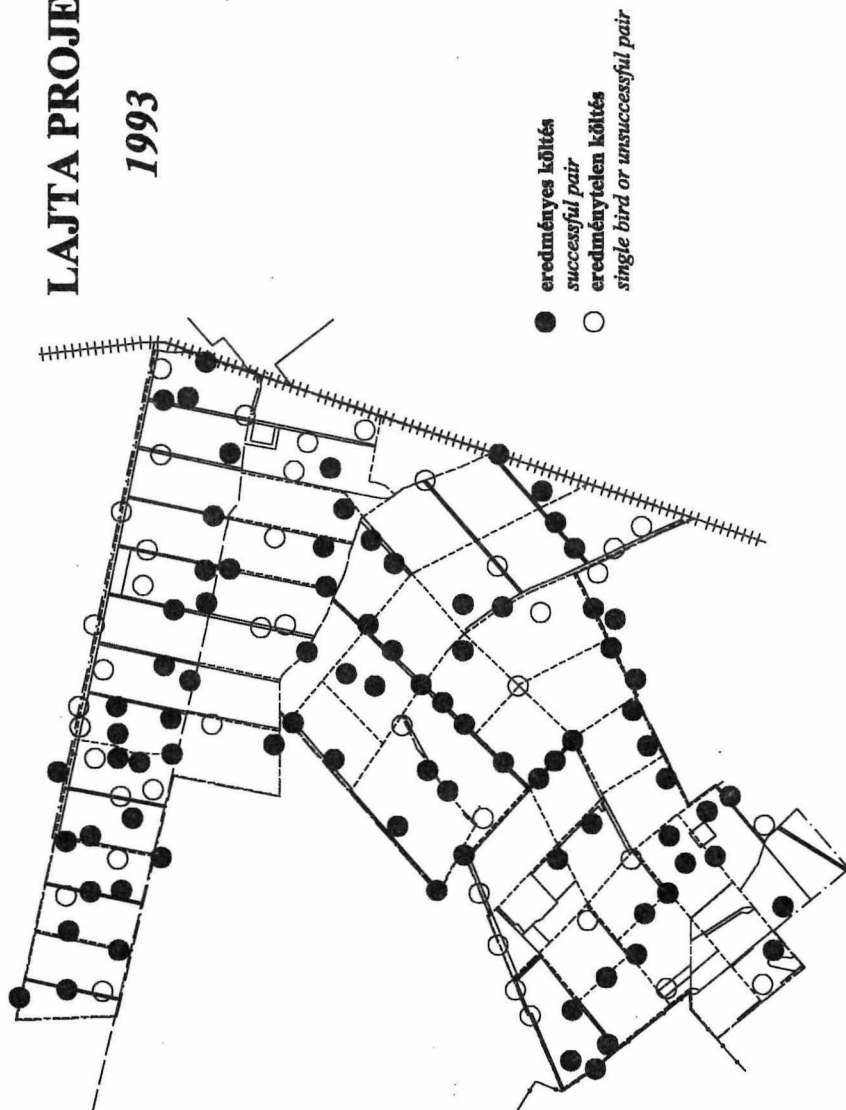 LAJTA PROJE
1993
eredményes költés
successful pair
eredménytelen költés
single bird or unsuccessful pair